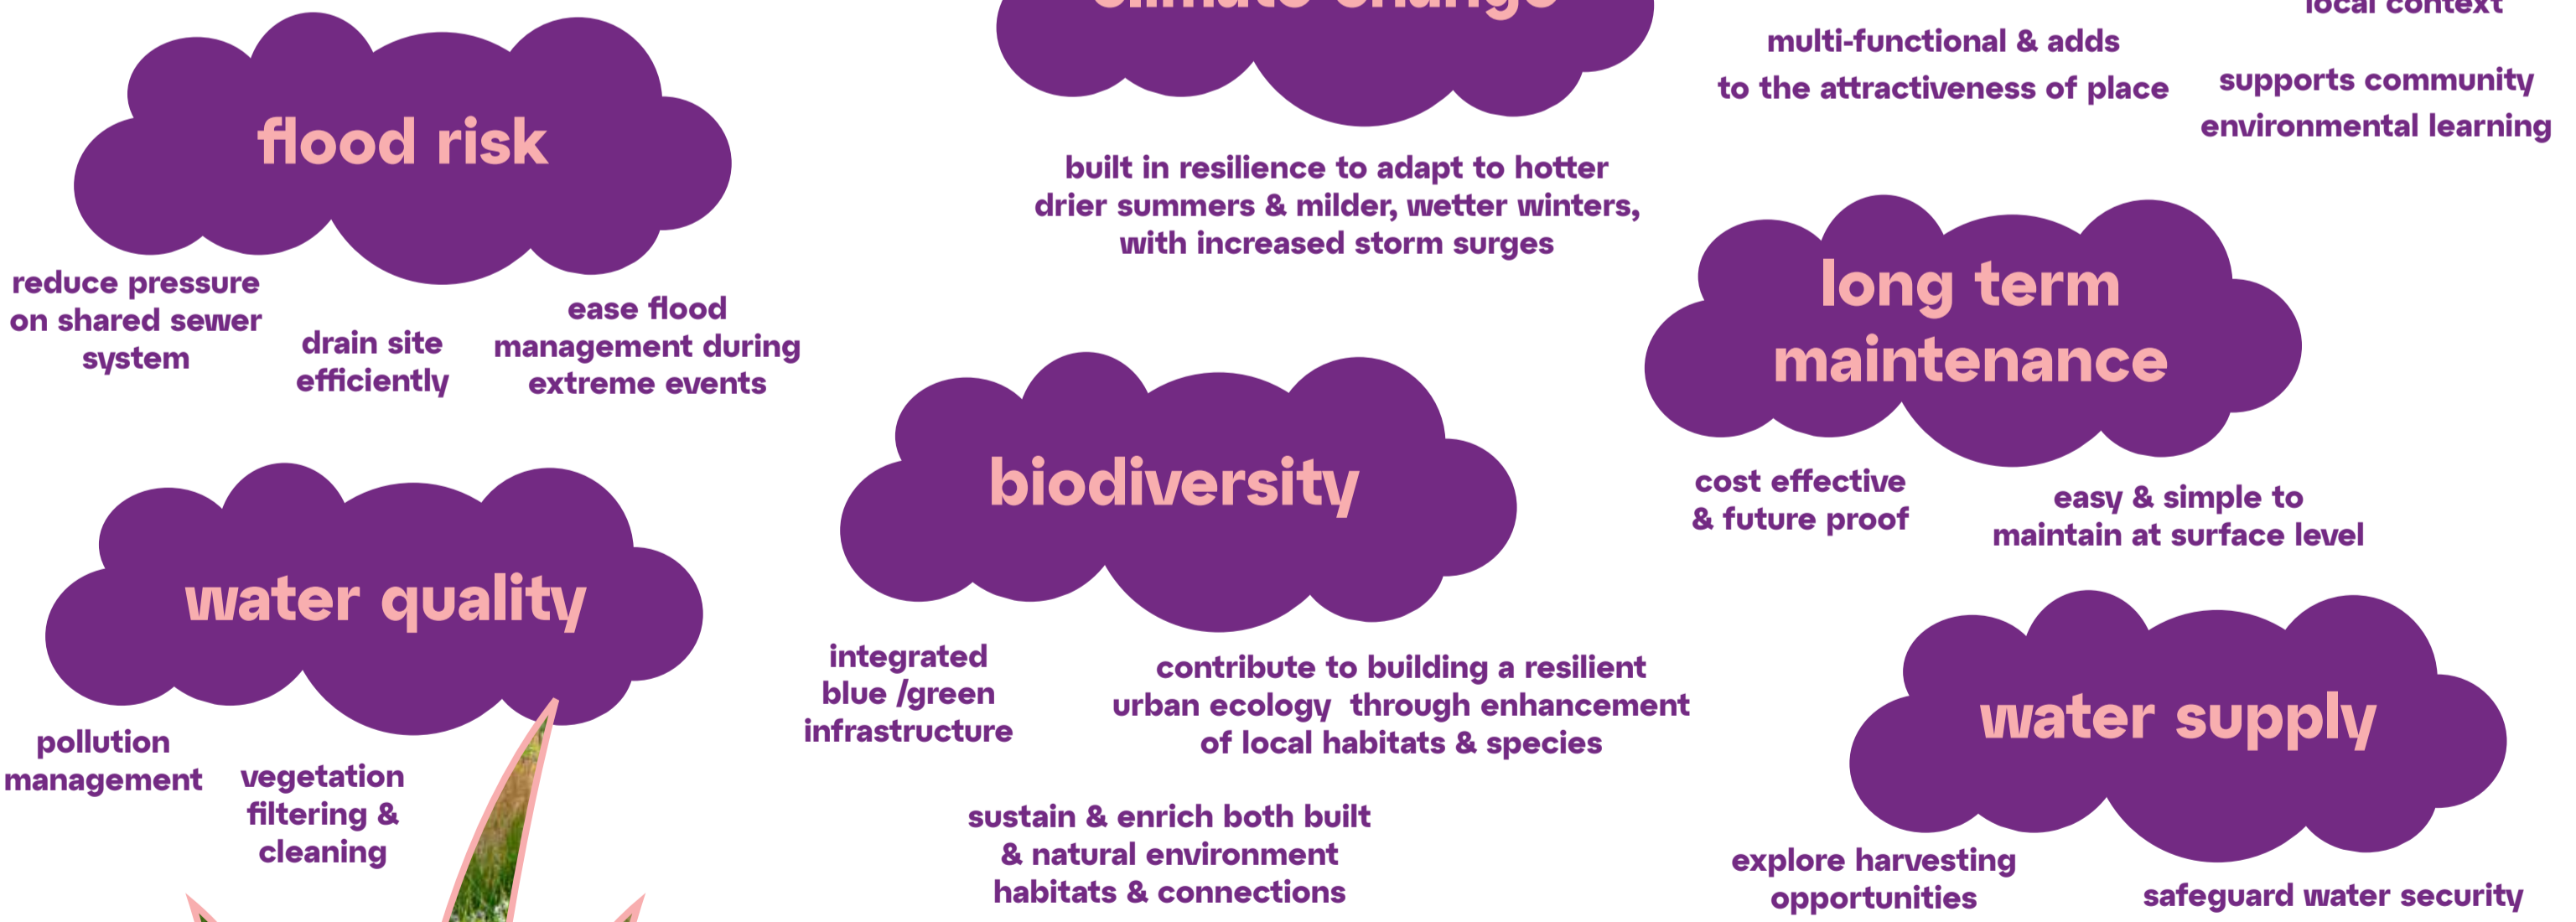 climate change
local context
multi-functional & adds
to the attractiveness of place
supports community
environmental learning
flood risk
reduce pressure
on shared sewer
system
drain site
efficiently
ease flood
management during
extreme events
built in resilience to adapt to hotter
drier summers & milder, wetter winters,
with increased storm surges
long term
maintenance
cost effective
& future proof
easy & simple to
maintain at surface level
biodiversity
integrated
blue /green
infrastructure
contribute to building a resilient
urban ecology  through enhancement
of local habitats & species
sustain & enrich both built
& natural environment
habitats & connections
water quality
pollution
management
vegetation
filtering &
cleaning
water supply
explore harvesting
opportunities
safeguard water security